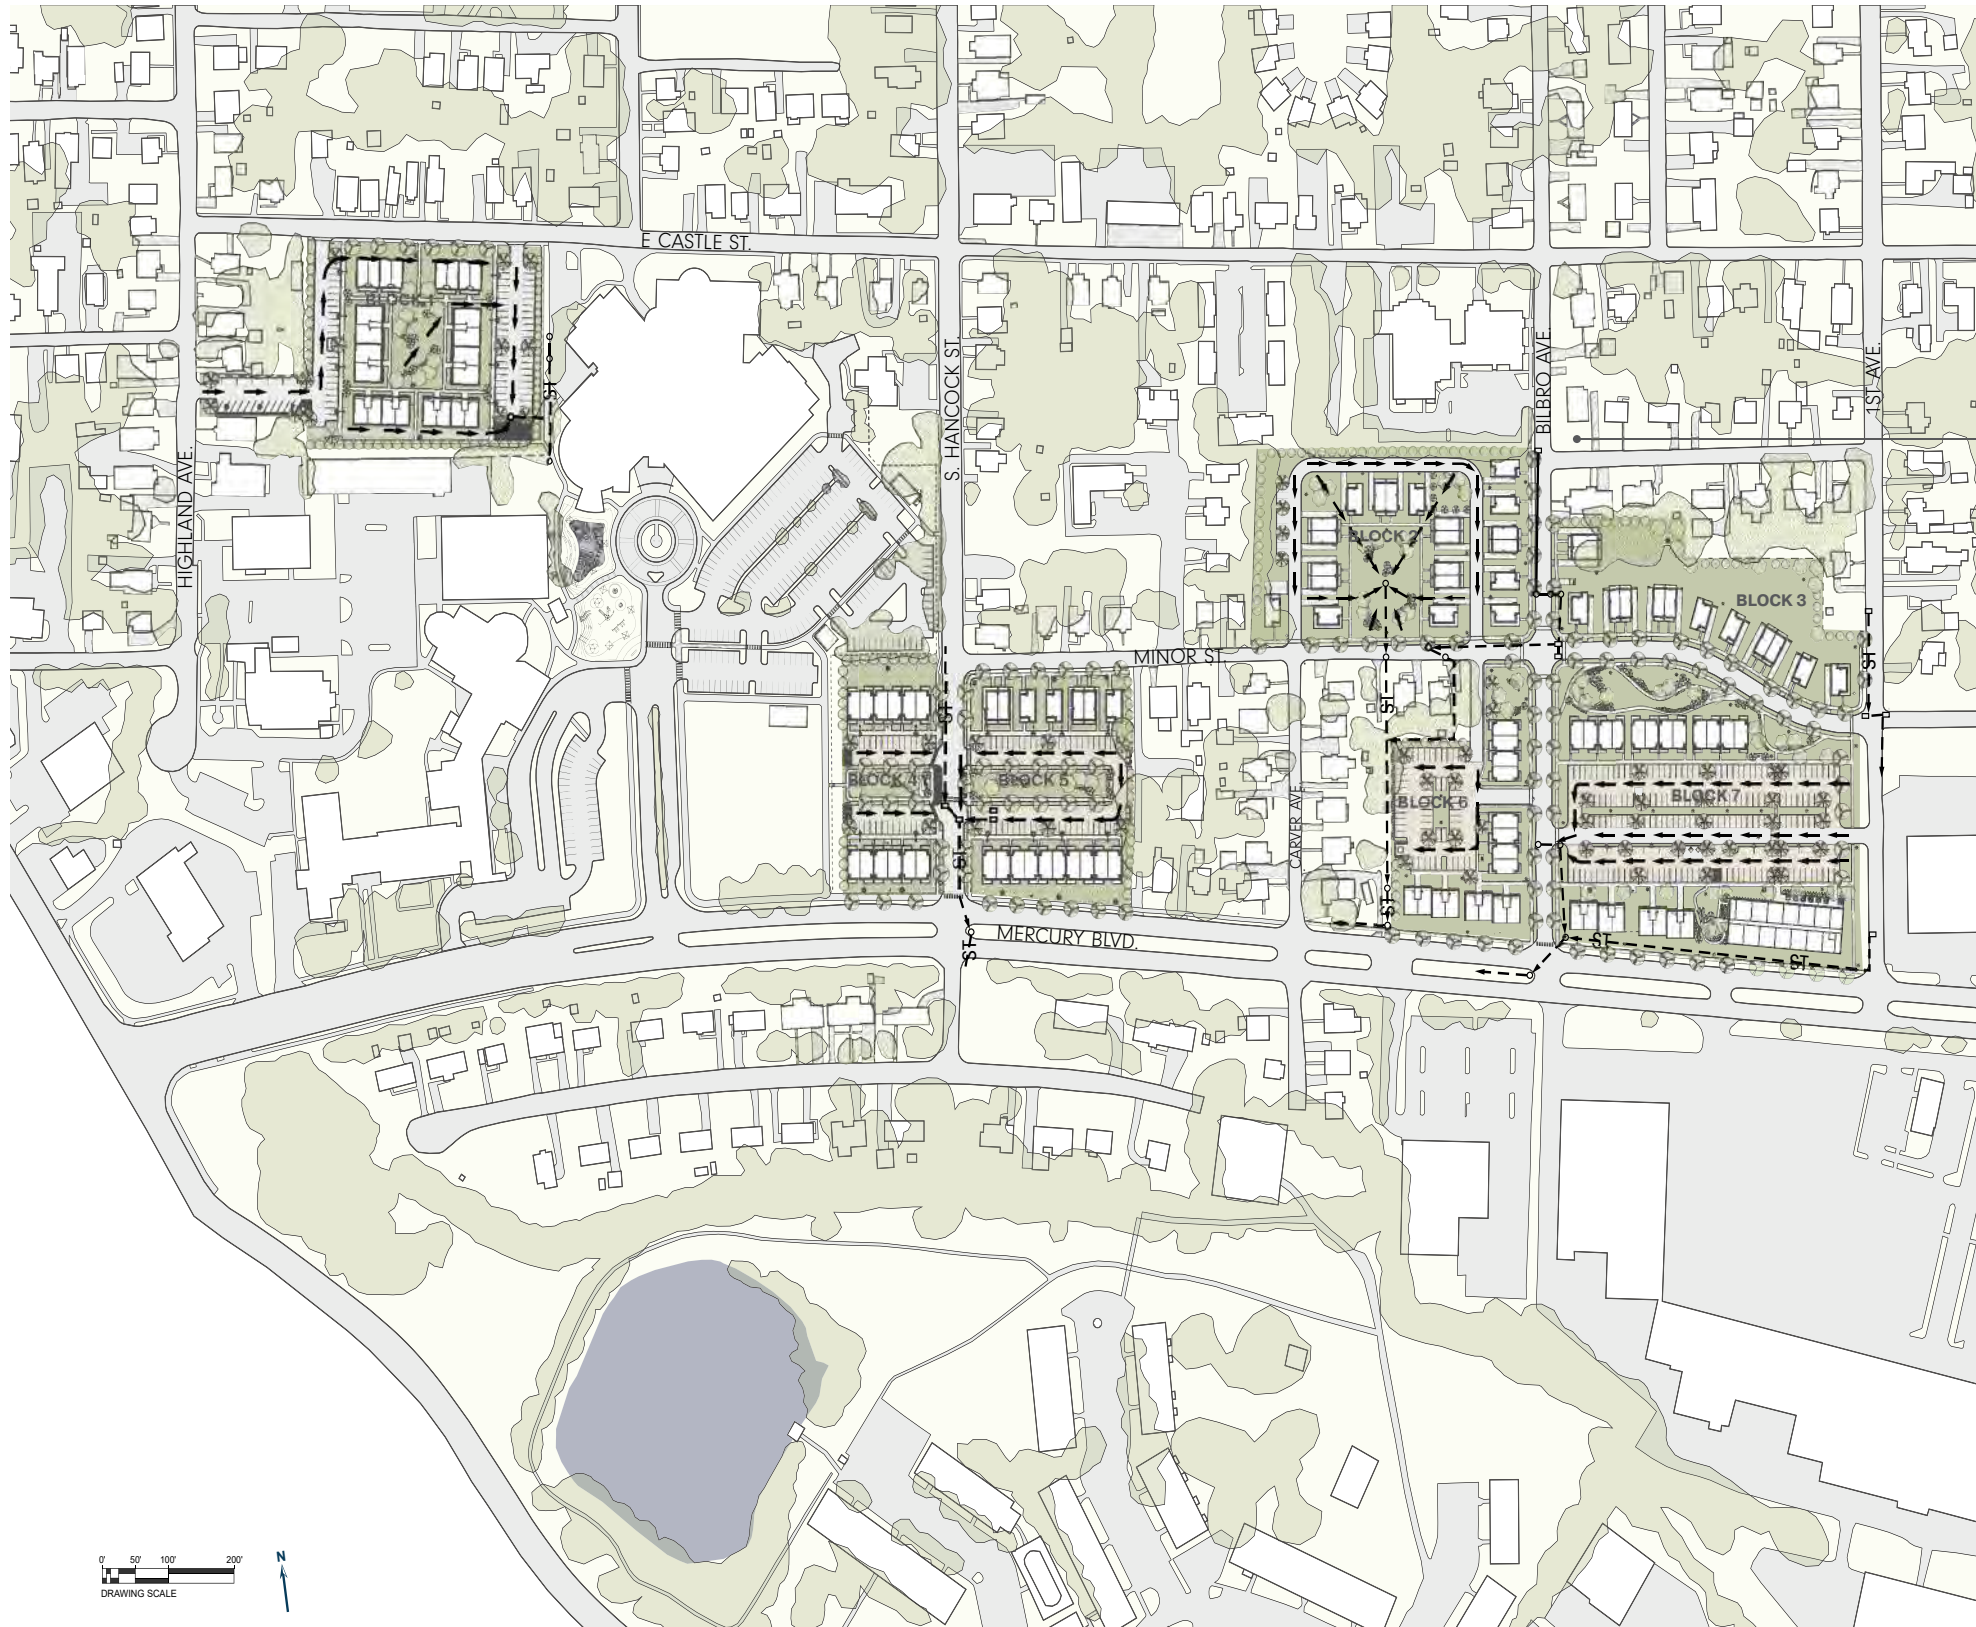 E CASTLE ST.
BLOCK 1
ST
S. HANCOCK ST.
BILBRO AVE.
1ST AVE.
HIGHLAND AVE.
BLOCK 2
BLOCK 3
MINOR ST.
ST
ST
ST
BLOCK 4
BLOCK 5
BLOCK 6
BLOCK 7
CARVER AVE.
ST
ST
MERCURY BLVD.
ST
ST
ST
N
0' 50' 100' 200'
DRAWING SCALE